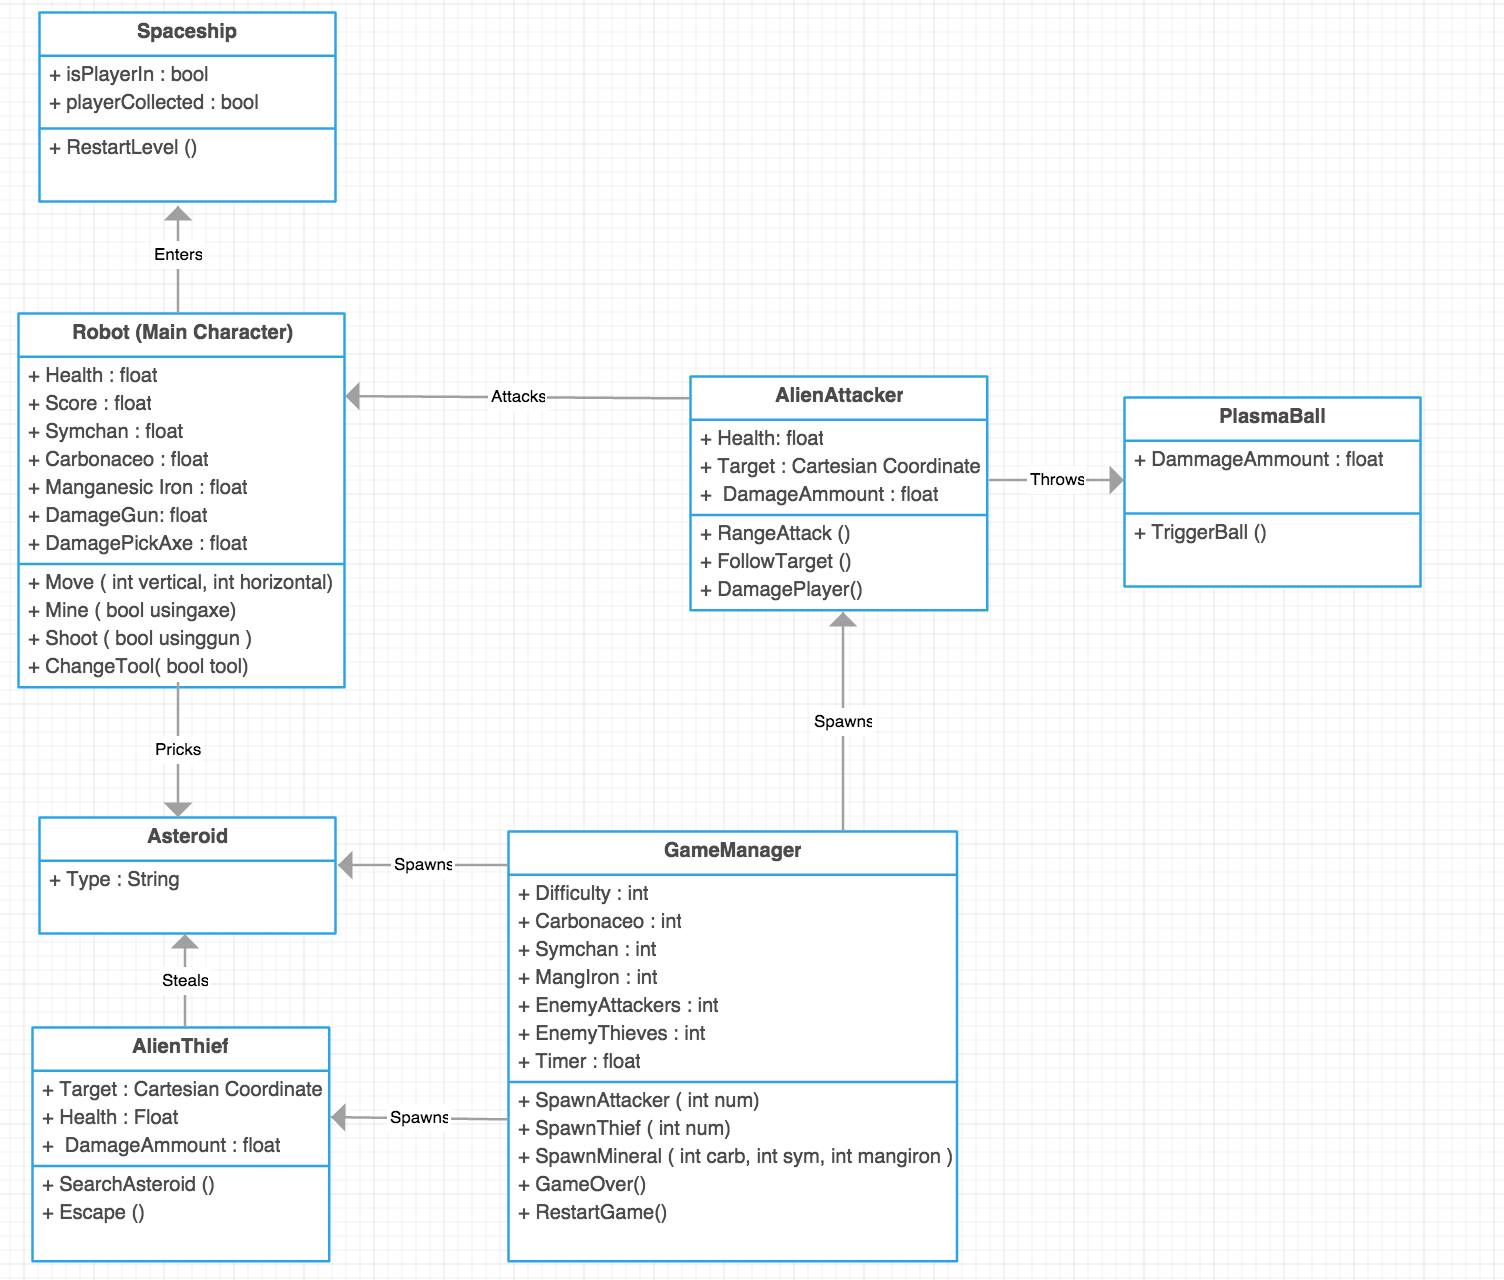 Spaceship
+ isPlayerIn : bool
+ playerCollected : bool
+ RestartLevel ()
Enters
Robot (Main Character)
+ Health : float
+ Score : float
+ Symchan : float
+ Carbonaceo : float
+ Manganesic Iron : float
+ DamageGun: float
+ DamagePickAxe : float
+ Move ( int vertical, int horizontal)
+ Mine ( bool usingaxe)
+ Shoot ( bool usinggun )
+ ChangeTool( bool tool)
Attacks
AlienAttacker
+ Health: float
+ Target : Cartesian Coordinate
+ DamageAmmount : float
+ RangeAttack ()
+ FollowTarget ()
+ DamagePlayer()
Throws
PlasmaBall
+ DammageAmmount : float
+ TriggerBall ()
Spawns
Pricks
Asteroid
+ Type : String
Spawns
GameManager
+ Difficulty : int
+ Carbonaceo : int
+ Symchan : int
+ MangIron : int
+ EnemyAttackers : int
+ EnemyThieves : int
+ Timer : float
+ SpawnAttacker ( int num)
+ SpawnThief ( int num)
+ SpawnMineral ( int carb, int sym, int mangiron )
+ GameOver()
+ RestartGame()
Steals
AlienThief
+ Target : Cartesian Coordinate
+ Health : Float
+ DamageAmmount : float
+ SearchAsteroid ()
+ Escape ()
Spawns